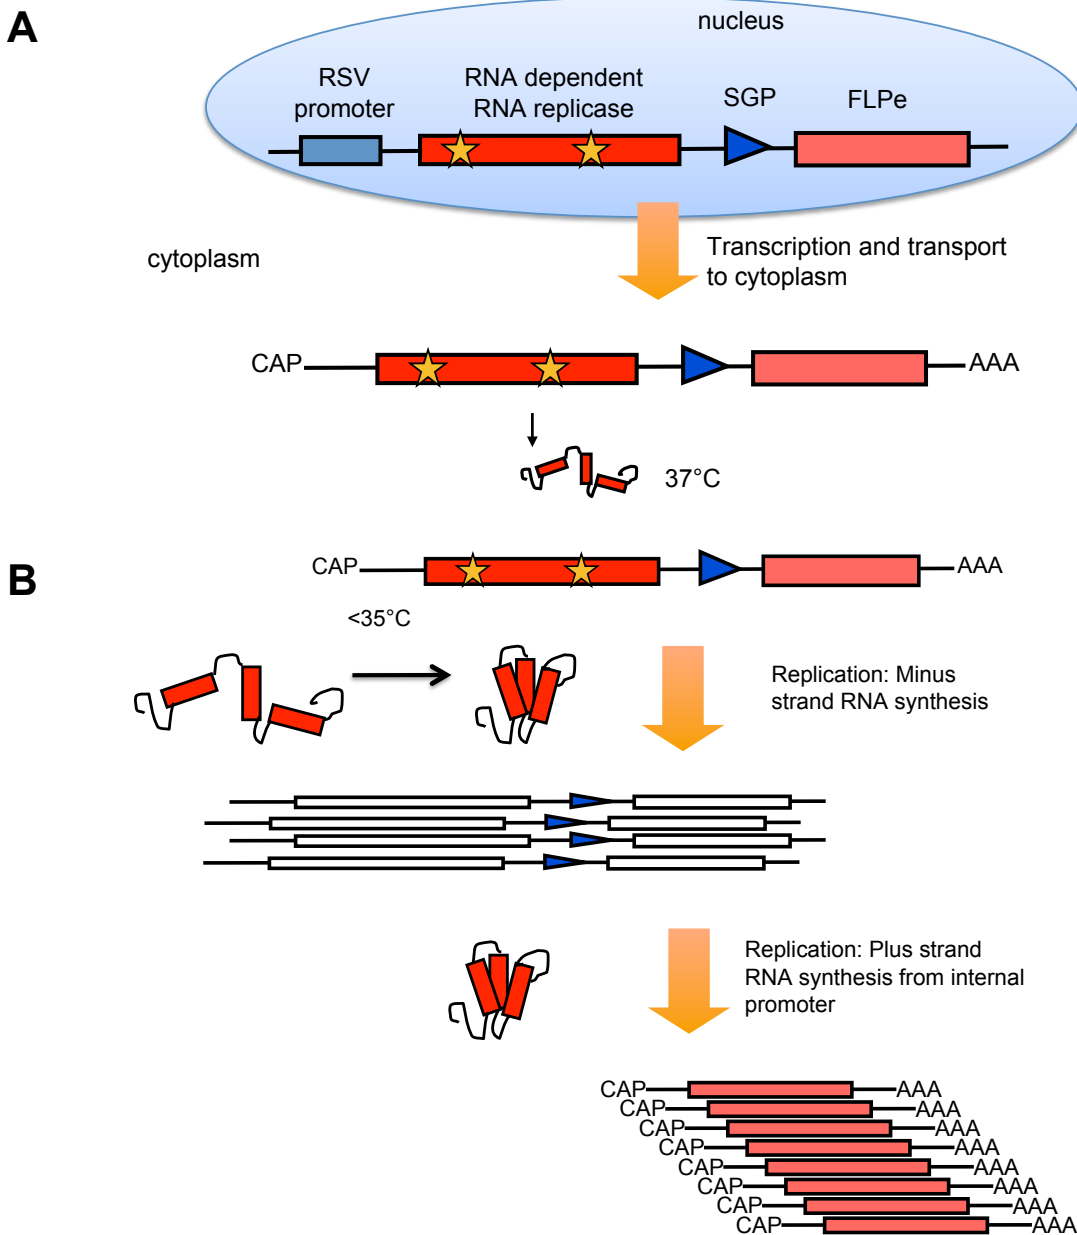 A
nucleus
RSV
promoter
RNA dependent
RNA replicase
SGP
FLPe
cytoplasm
Transcription and transport
to cytoplasm
CAP
AAA
37°C
B
CAP
AAA
<35°C
Replication: Minus
strand RNA synthesis
Replication: Plus strand
RNA synthesis from internal
promoter
CAP AAA
CAP AAA
CAP AAA
CAP AAA
CAP AAA
CAP AAA
CAP AAA
CAP AAA